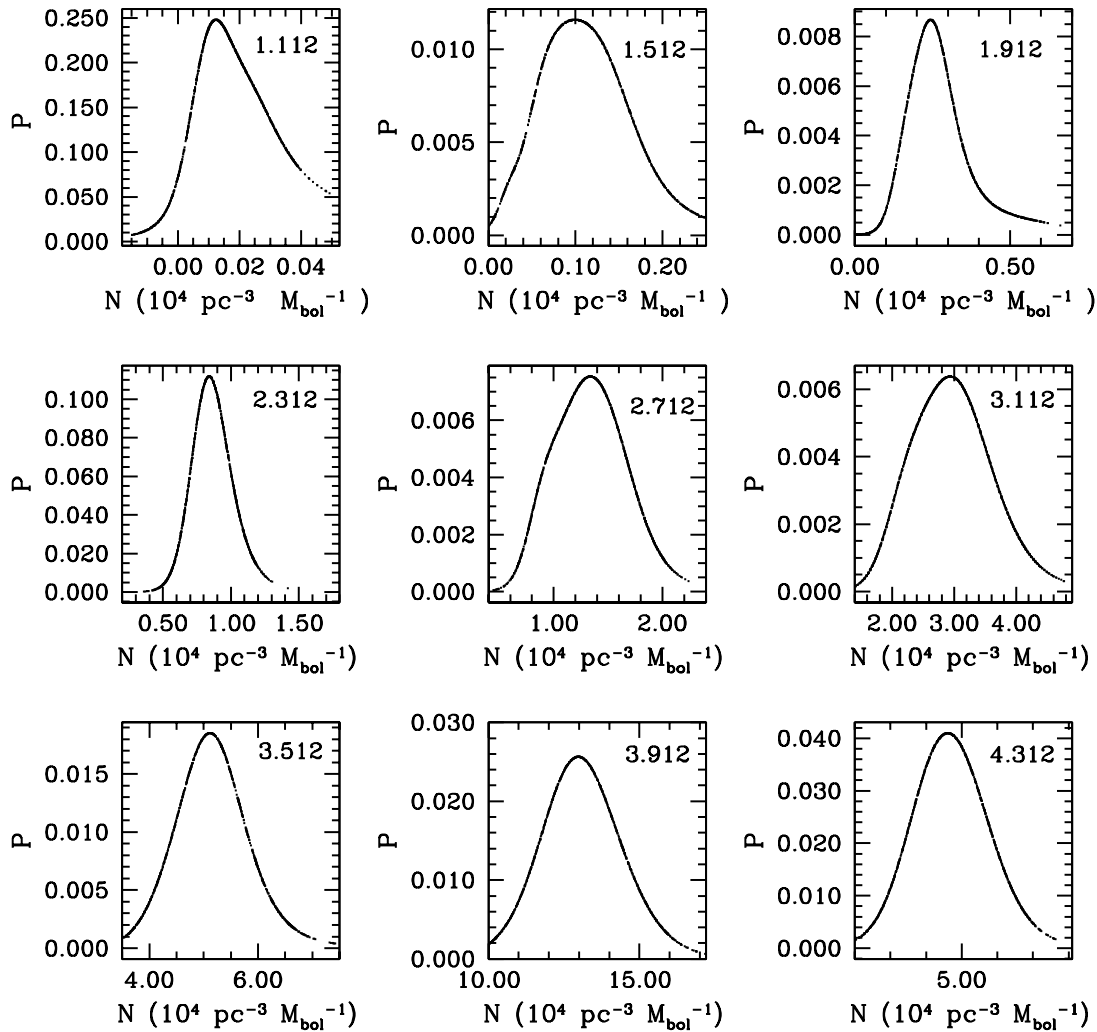 0.250
0.200
0.150
0.100
0.050
0.000
P
1.112
0.00 0.02 0.04
N (10⁴ pc⁻³ M_bol⁻¹ )
0.010
0.005
0.000
P
1.512
0.00 0.10 0.20
N (10⁴ pc⁻³ M_bol⁻¹ )
0.008
0.006
0.004
0.002
0.000
P
1.912
0.00 0.50
N (10⁴ pc⁻³ M_bol⁻¹ )
0.100
0.080
0.060
0.040
0.020
0.000
P
2.312
0.50 1.00 1.50
N (10⁴ pc⁻³ M_bol⁻¹)
0.006
0.004
0.002
0.000
P
2.712
1.00 2.00
N (10⁴ pc⁻³ M_bol⁻¹)
0.006
0.004
0.002
0.000
P
3.112
2.00 3.00 4.00
N (10⁴ pc⁻³ M_bol⁻¹)
0.015
0.010
0.005
0.000
P
3.512
4.00 6.00
N (10⁴ pc⁻³ M_bol⁻¹)
0.030
0.020
0.010
0.000
P
3.912
10.00 15.00
N (10⁴ pc⁻³ M_bol⁻¹)
0.040
0.030
0.020
0.010
0.000
P
4.312
5.00
N (10⁴ pc⁻³ M_bol⁻¹)